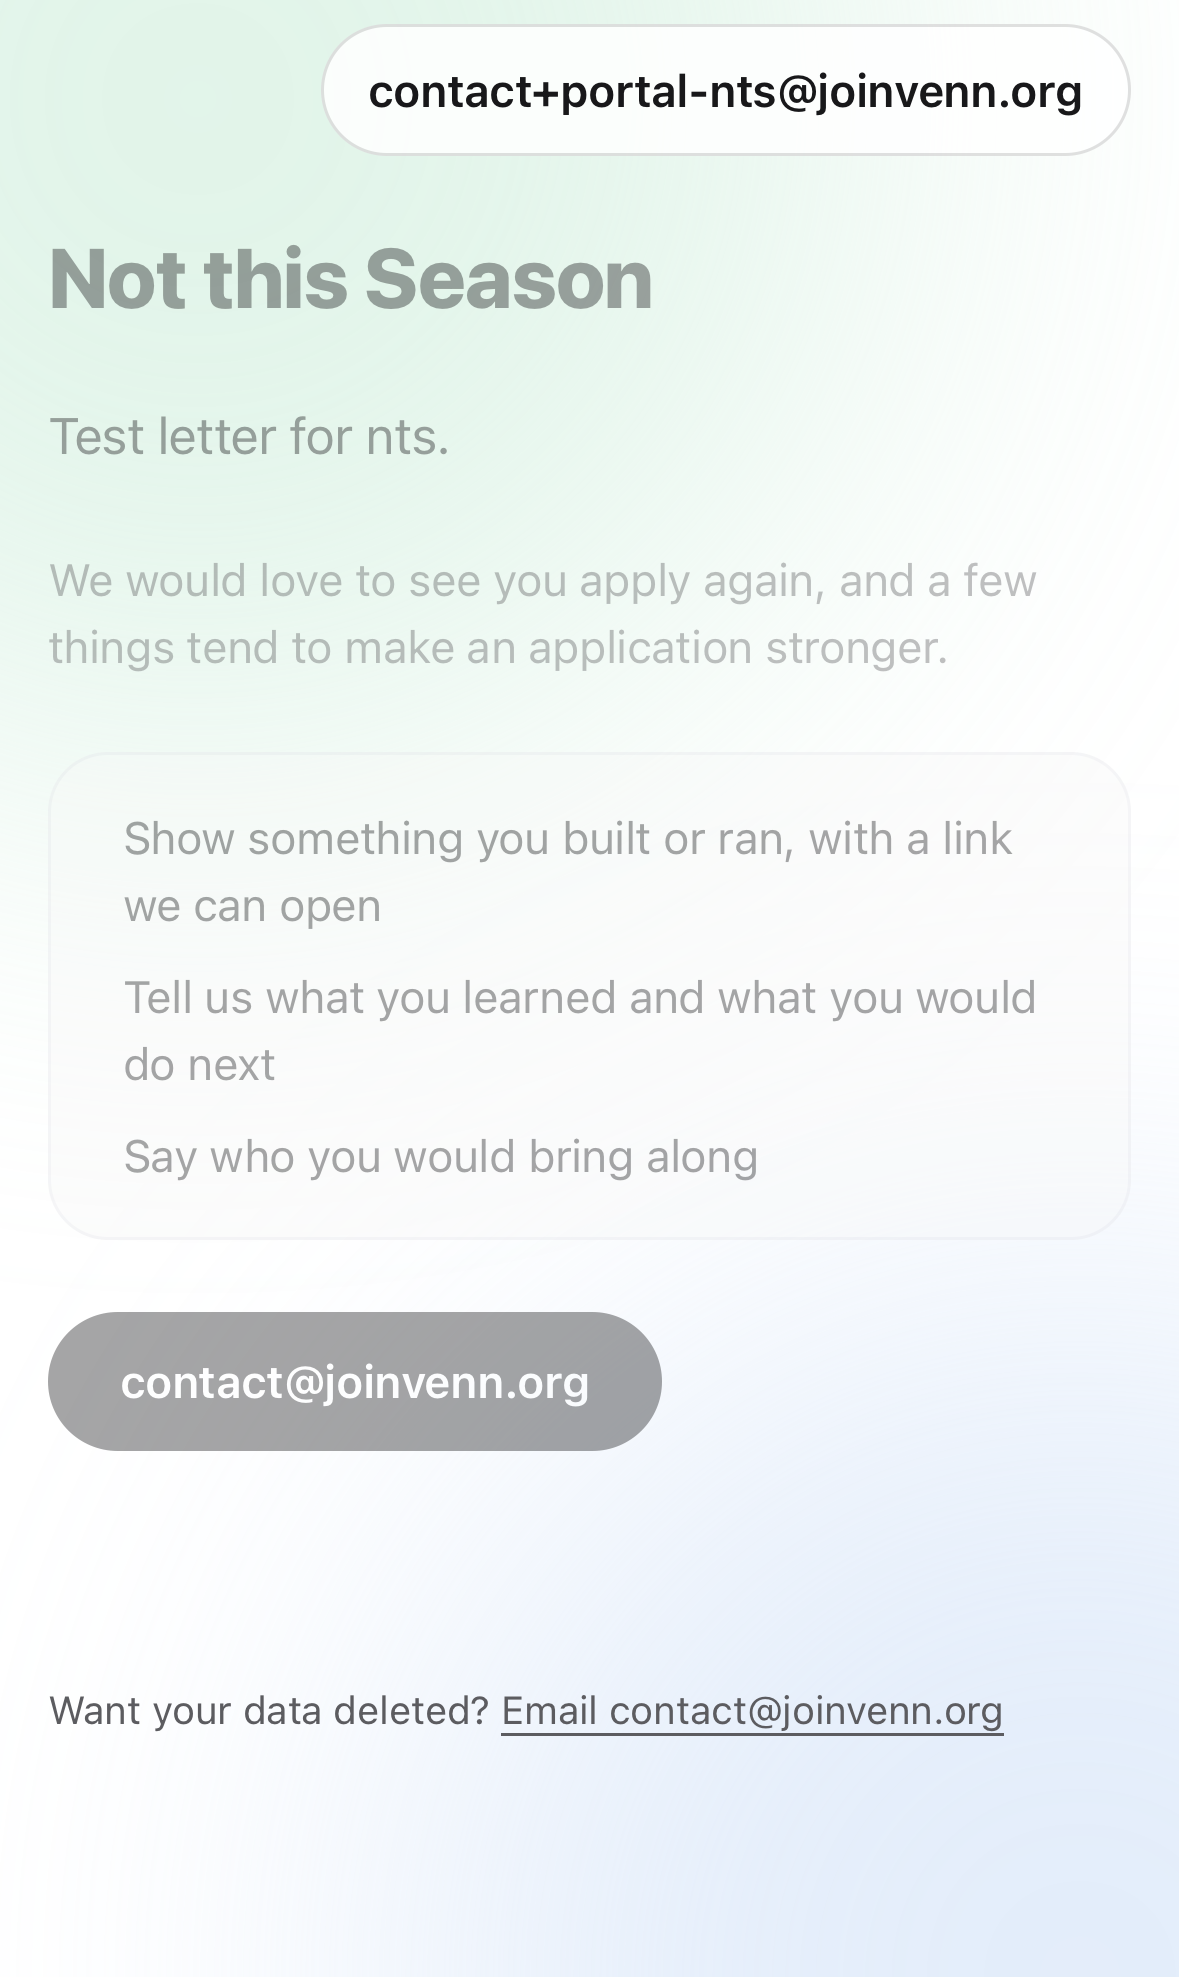 contact+portal-nts@joinvenn.org
Not this Season
Test letter for nts.
We would love to see you apply again, and a few
things tend to make an application stronger.
Show something you built or ran, with a link
we can open
Tell us what you learned and what you would
do next
Say who you would bring along
contact@joinvenn.org
Want your data deleted? Email contact@joinvenn.org